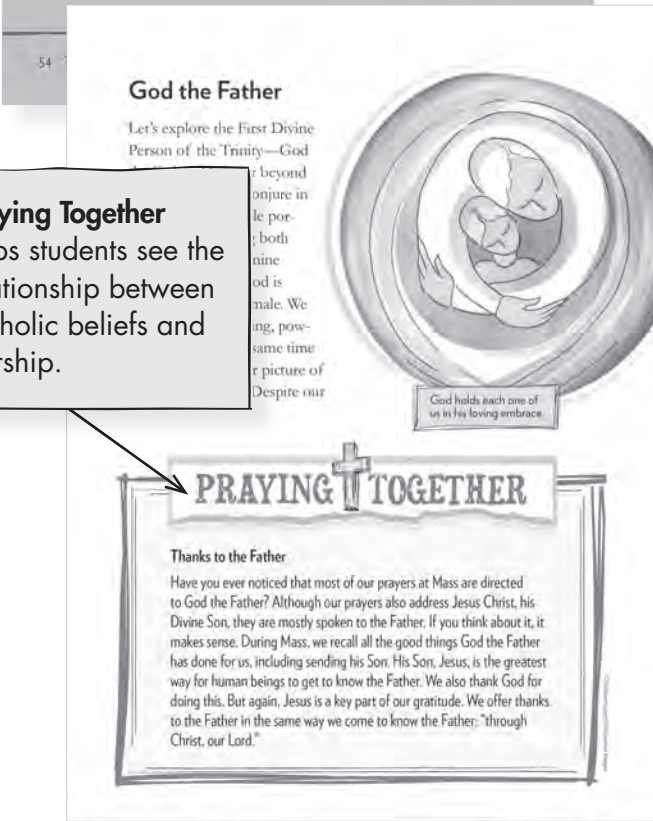 54
God the Father
Let's explore the First Divine
Person of the Trinity—God
r beyond
onjure in
le por-
both
nine
od is
male. We
ing, pow-
same time
r picture of
Despite our
ying Together
ps students see the
ationship between
holic beliefs and
rship.
God holds each one of
us in his loving embrace.
PRAYING TOGETHER
Thanks to the Father
Have you ever noticed that most of our prayers at Mass are directed
to God the Father? Although our prayers also address Jesus Christ, his
Divine Son, they are mostly spoken to the Father. If you think about it, it
makes sense. During Mass, we recall all the good things God the Father
has done for us, including sending his Son. His Son, Jesus, is the greatest
way for human beings to get to know the Father. We also thank God for
doing this. But again, Jesus is a key part of our gratitude. We offer thanks
to the Father in the same way we come to know the Father: "through
Christ, our Lord."